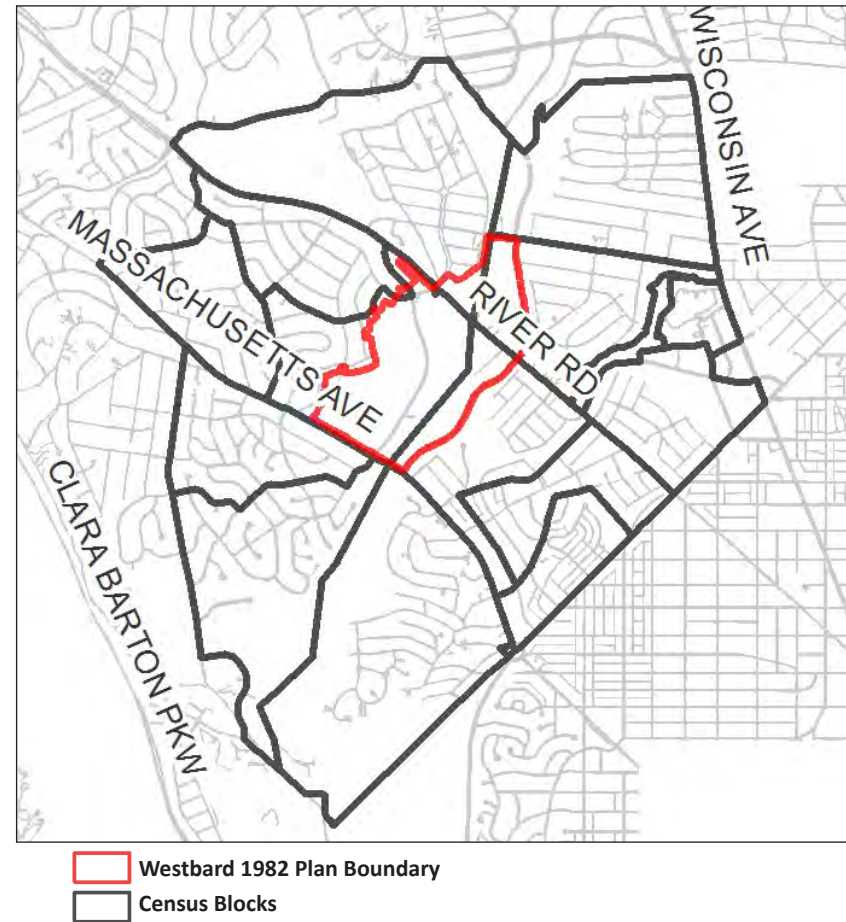 WISCONSIN AVE
MASSACHUSETTS AVE
RIVER RD
CLARA BARTON PKW
Westbard 1982 Plan Boundary
Census Blocks